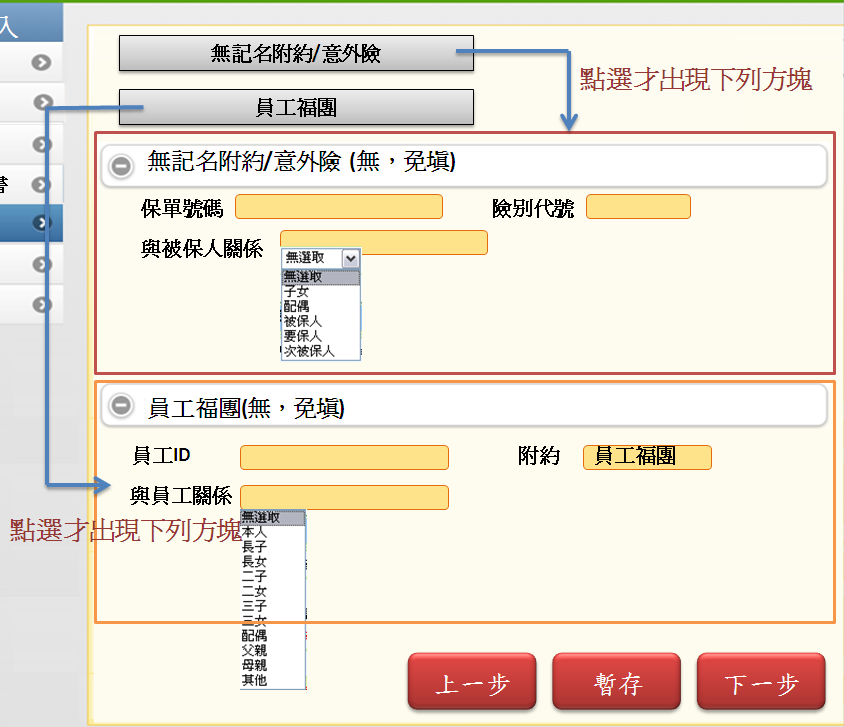 入
無記名附約/意外險
點選才出現下列方塊
員工福團
無記名附約/意外險 (無，免塡)
書
保單號碼
險別代號
與被保人關係
無選取
無選取
子女
配偶
被保人
要保人
次被保人
員工福團(無，免塡)
員工ID
附約
員工福團
與員工關係
點選才出現下列方塊
無選取
本人
長子
長女
二子
二女
三子
三女
配偶
父親
母親
其他
上一步
暫存
下一步